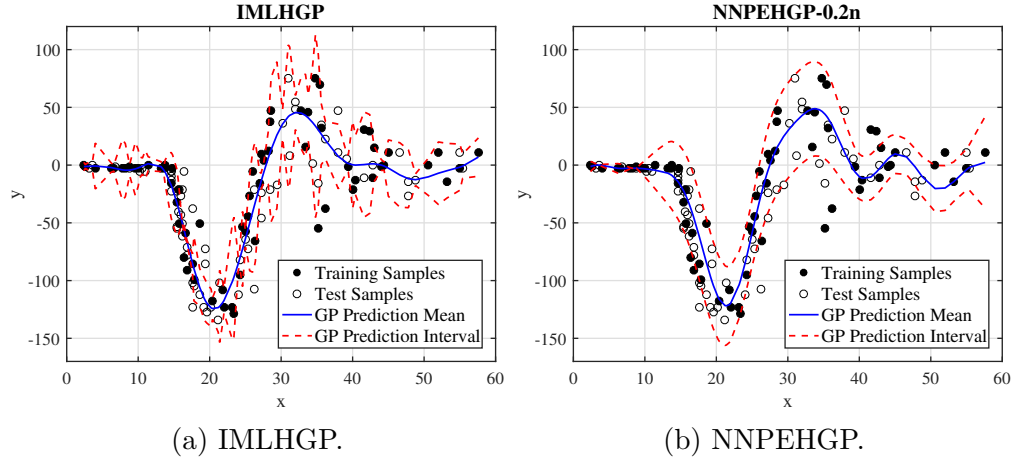 IMLHGP
100
50
0
-50
-100
-150
y
0 10 20 30 40 50 60
x
Training Samples
Test Samples
GP Prediction Mean
GP Prediction Interval
(a) IMLHGP.
NNPEHGP-0.2n
100
50
0
-50
-100
-150
y
0 10 20 30 40 50 60
x
Training Samples
Test Samples
GP Prediction Mean
GP Prediction Interval
(b) NNPEHGP.